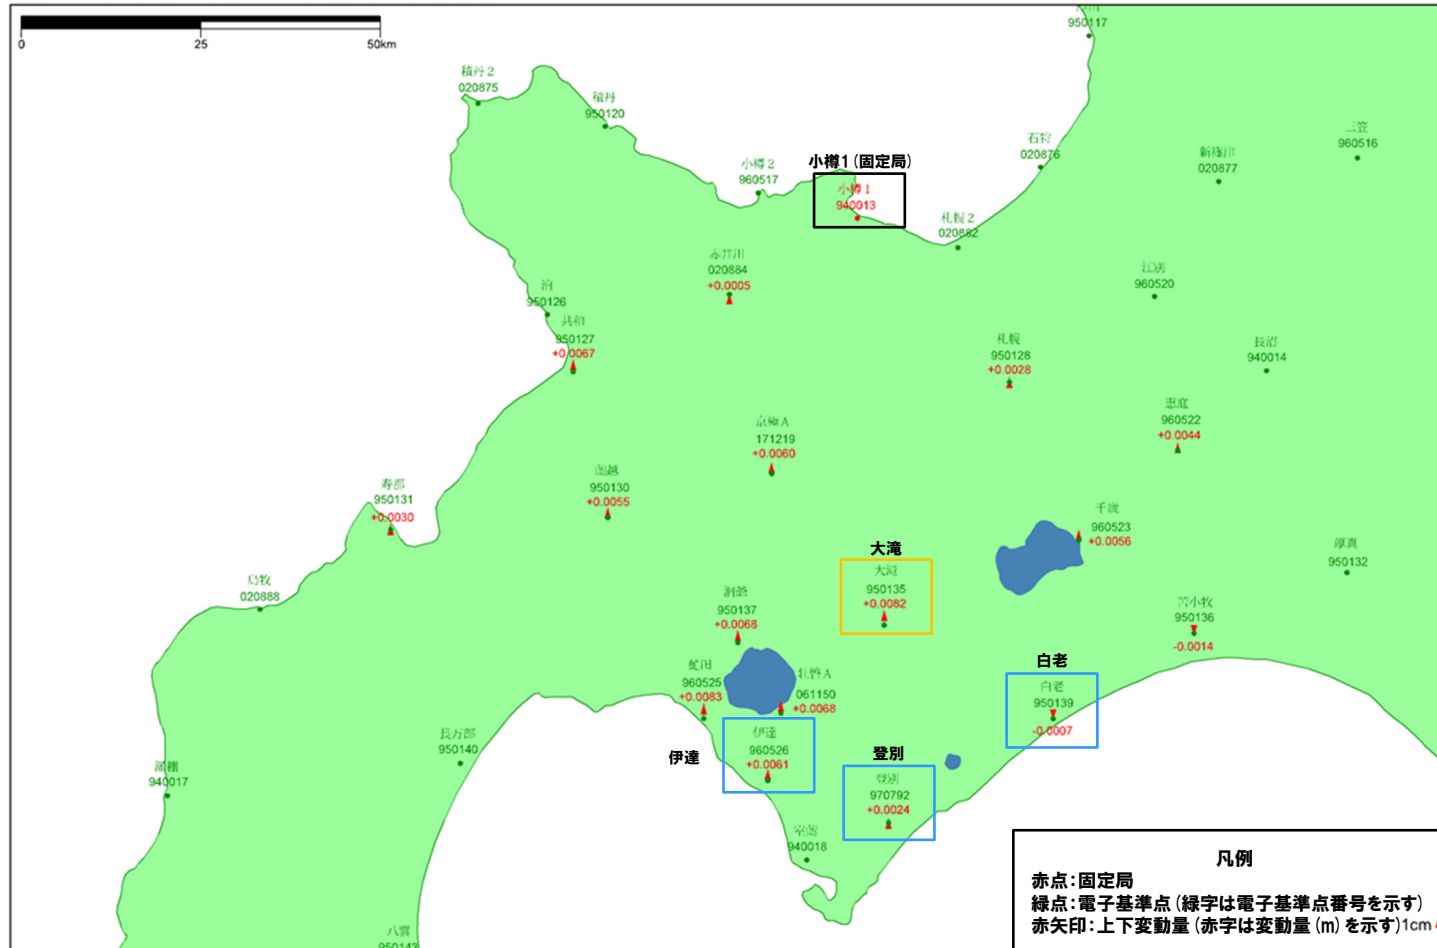 0
25
50km
950117
積丹2
020875
積丹
950120
小樽2
960517
小樽1(固定局)
小樽1
940013
石狩
020876
新篠津
020877
三笠
960516
札幌2
020882
赤井川
020884
+0.0005
江別
960520
泊
950126
共和
950127
+0.0067
札幌
950128
+0.0028
長沼
940014
恵庭
960522
+0.0044
京極A
171219
+0.0060
蘭越
950130
+0.0055
寿都
950131
+0.0030
千歳
960523
+0.0056
厚真
950132
大滝
大滝
950135
+0.0082
島牧
020888
洞爺
950137
+0.0068
苫小牧
950136
-0.0014
虻田
960525
+0.0083
壮瞥A
061150
+0.0068
白老
白老
950139
-0.0007
伊達
伊達
960526
+0.0061
長万部
950140
登別
登別
970792
+0.0024
瀬棚
940017
室蘭
940018
八雲
950143
凡例
赤点:固定局
緑点:電子基準点(緑字は電子基準点番号を示す)
赤矢印:上下変動量(赤字は変動量(m)を示す)1cm